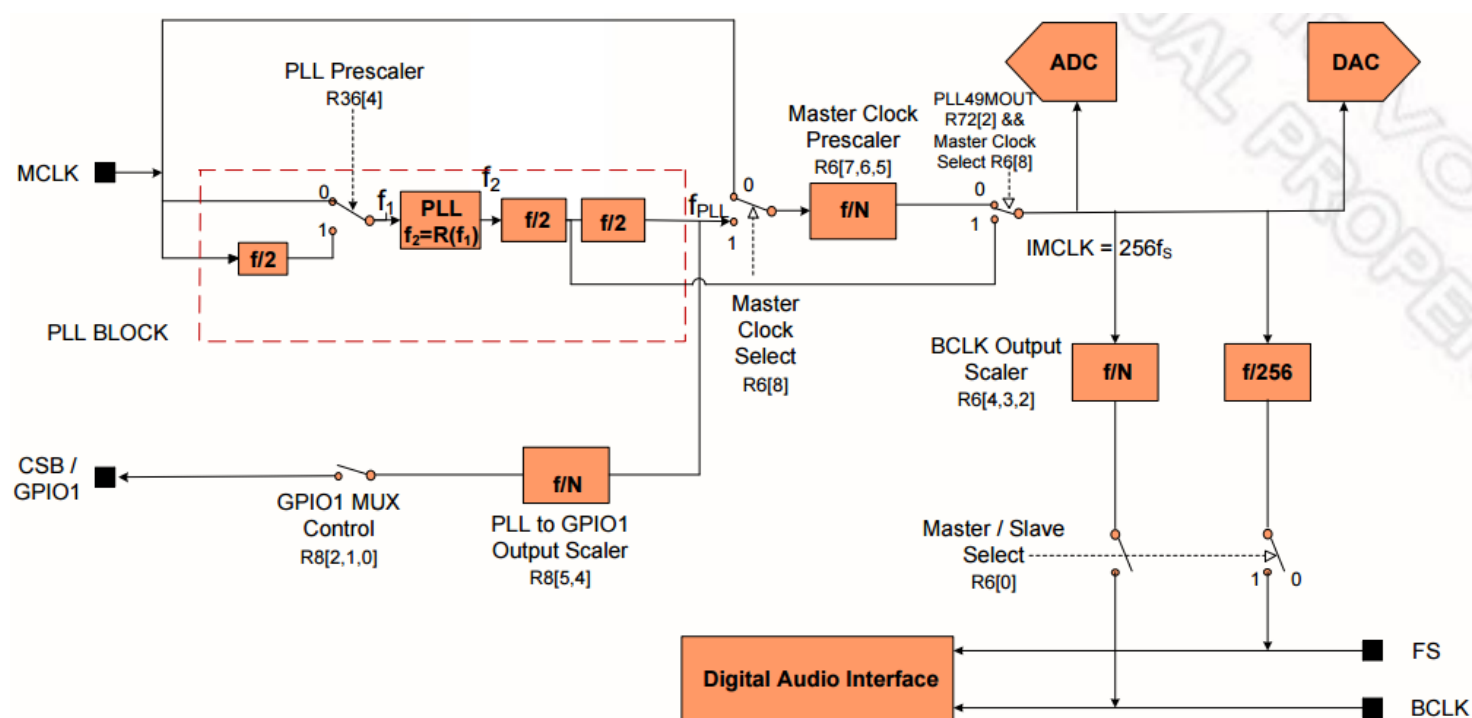 PLL Prescaler
R36[4]
MCLK
0
1
f1
PLL
f2=R(f1)
f2
f/2
f/2
f/2
fPLL
PLL BLOCK
0
1
Master
Clock
Select
R6[8]
Master Clock
Prescaler
R6[7,6,5]
f/N
PLL49MOUT
R72[2] &&
Master Clock
Select R6[8]
0
1
ADC
DAC
IMCLK = 256fS
BCLK Output
Scaler
R6[4,3,2]
f/N
f/256
CSB /
GPIO1
GPIO1 MUX
Control
R8[2,1,0]
f/N
PLL to GPIO1
Output Scaler
R8[5,4]
Master / Slave
Select
R6[0]
1 0
Digital Audio Interface
FS
BCLK